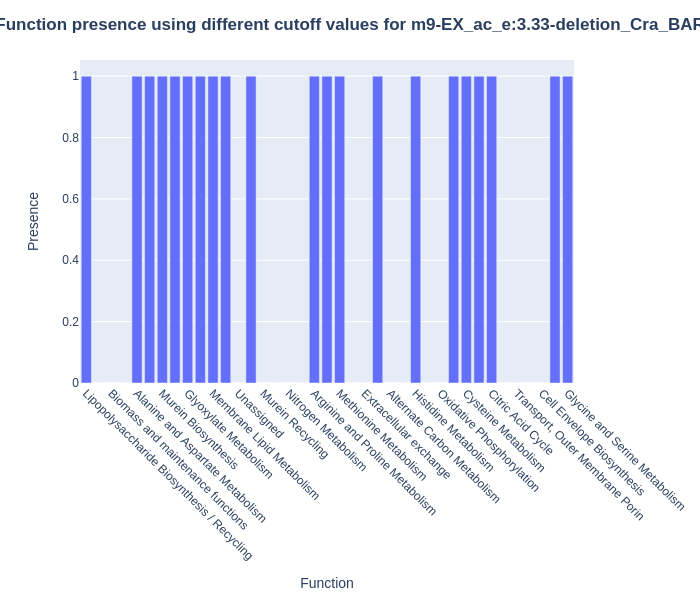 Function presence using different cutoff values for m9-EX_ac_e:3.33-deletion_Cra_BAR
Presence
1
0.8
0.6
0.4
0.2
0
Lipopolysaccharide Biosynthesis / Recycling
Biomass and maintenance functions
Alanine and Aspartate Metabolism
Murein Biosynthesis
Glyoxylate Metabolism
Membrane Lipid Metabolism
Unassigned
Murein Recycling
Nitrogen Metabolism
Arginine and Proline Metabolism
Methionine Metabolism
Extracellular exchange
Alternate Carbon Metabolism
Histidine Metabolism
Oxidative Phosphorylation
Cysteine Metabolism
Citric Acid Cycle
Transport, Outer Membrane Porin
Cell Envelope Biosynthesis
Glycine and Serine Metabolism
Function